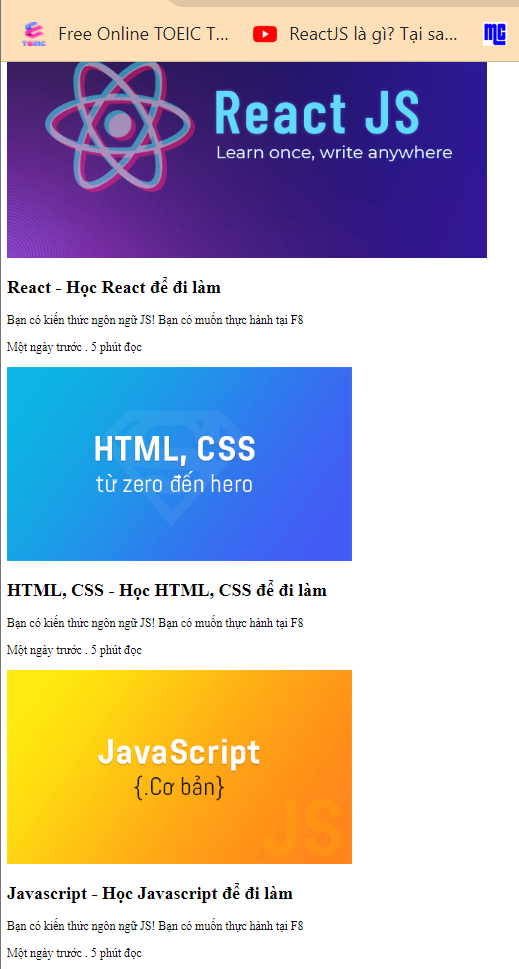 TOEIC Free Online TOEIC T... ReactJS là gì? Tại sa... MC
React JS
Learn once, write anywhere
React - Học React để đi làm
Bạn có kiến thức ngôn ngữ JS! Bạn có muốn thực hành tại F8
Một ngày trước . 5 phút đọc
HTML, CSS
từ zero đến hero
HTML, CSS - Học HTML, CSS để đi làm
Bạn có kiến thức ngôn ngữ JS! Bạn có muốn thực hành tại F8
Một ngày trước . 5 phút đọc
JavaScript
{.Cơ bản}
JS
Javascript - Học Javascript để đi làm
Bạn có kiến thức ngôn ngữ JS! Bạn có muốn thực hành tại F8
Một ngày trước . 5 phút đọc